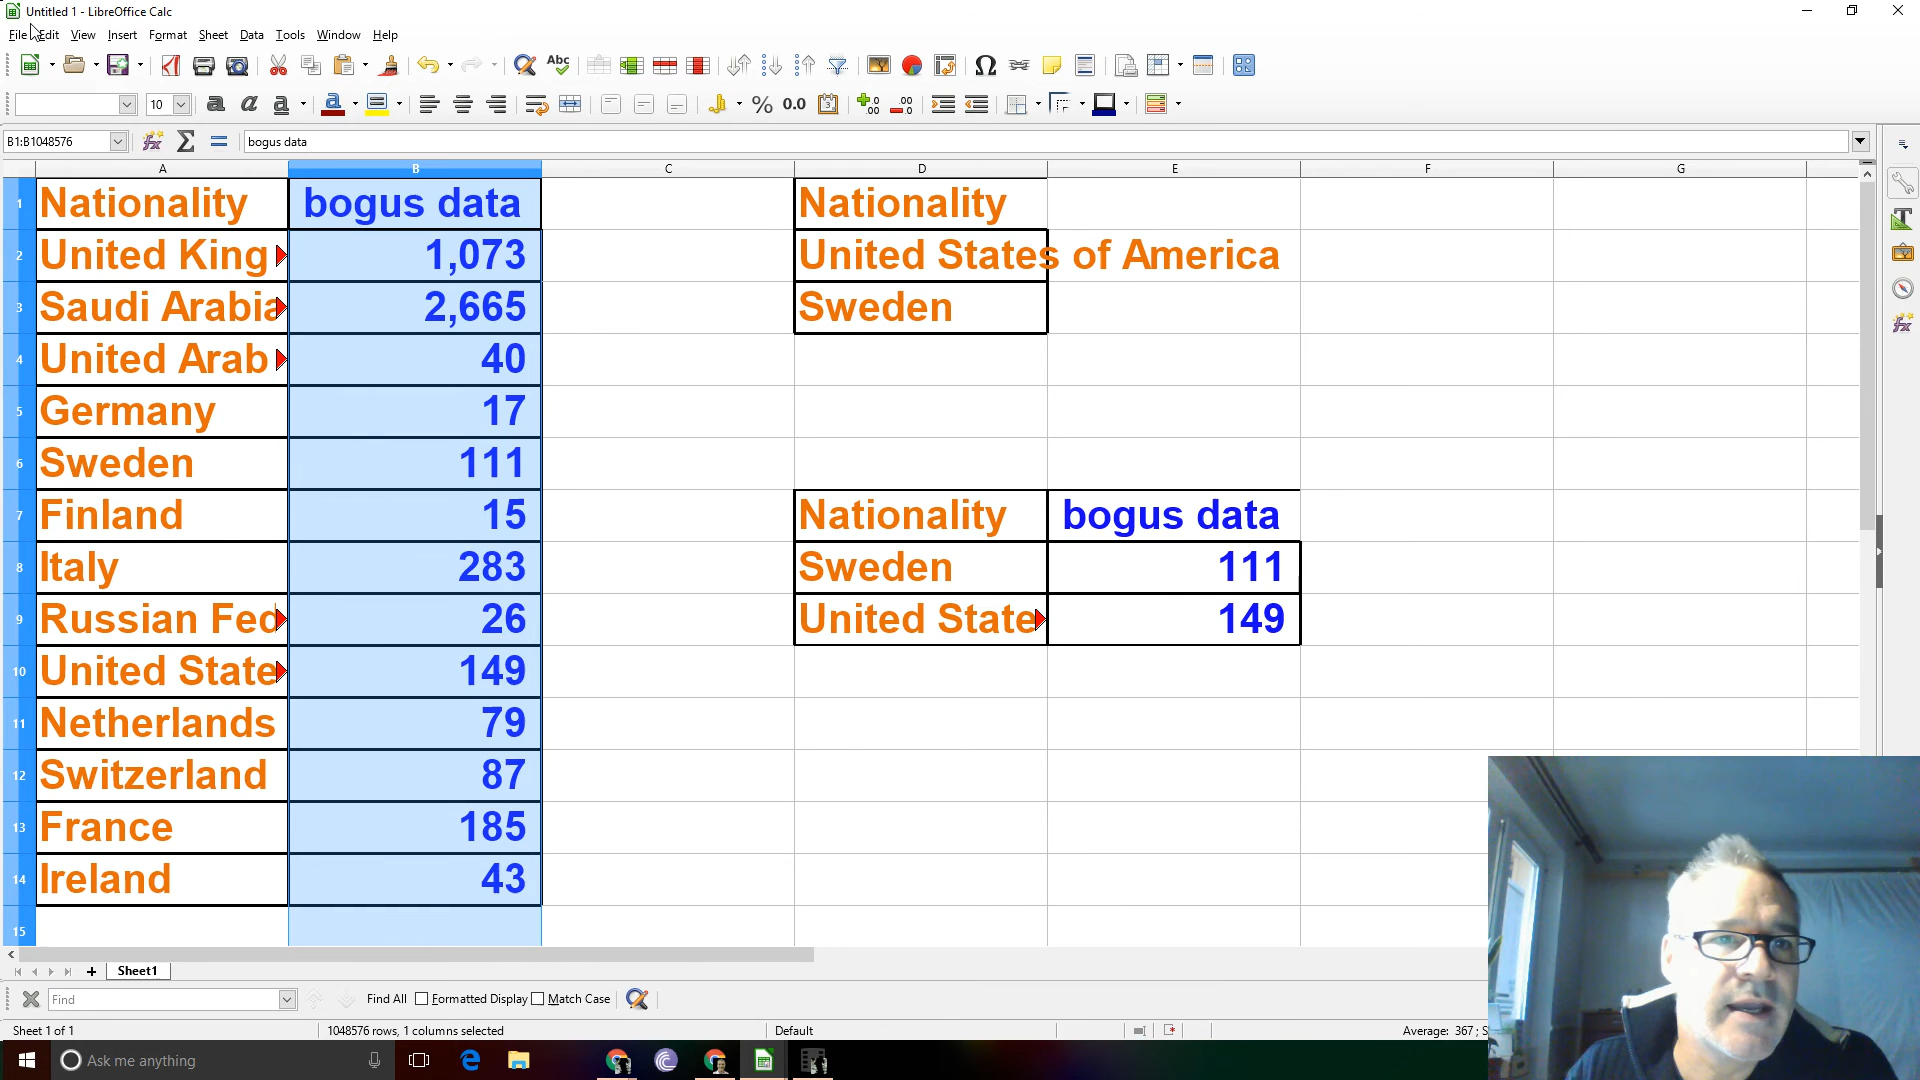 Untitled 1 - LibreOffice Calc
File Edit View Insert Format Sheet Data Tools Window Help
10
B1:B1048576 bogus data
A B C D E F G
1 Nationality bogus data Nationality
2 United King 1,073 United States of America
3 Saudi Arabia 2,665 Sweden
4 United Arab 40
5 Germany 17
6 Sweden 111
7 Finland 15 Nationality bogus data
8 Italy 283 Sweden 111
9 Russian Fed 26 United State 149
10 United State 149
11 Netherlands 79
12 Switzerland 87
13 France 185
14 Ireland 43
15
Sheet1
Find Find All Formatted Display Match Case
Sheet 1 of 1 1048576 rows, 1 columns selected Default Average: 367; S
Ask me anything